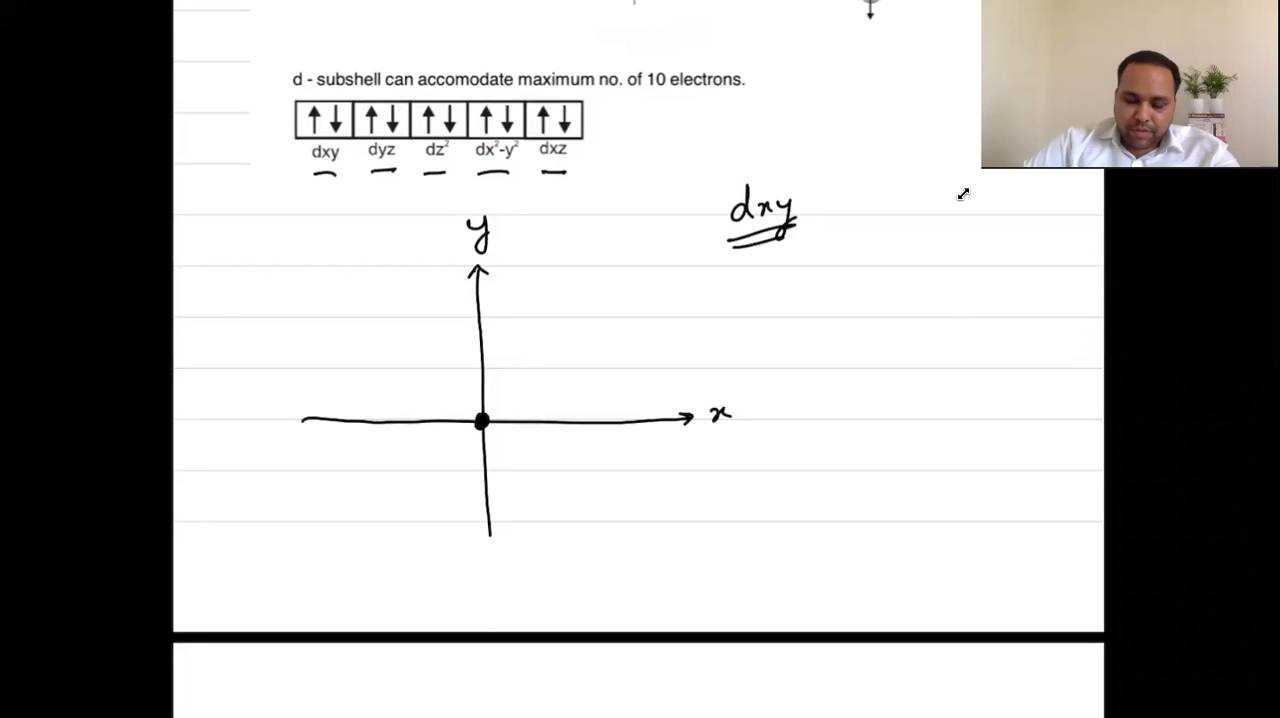 d - subshell can accomodate maximum no. of 10 electrons.
dxy dyz dz² dx²-y² dxz
dxy
y
x